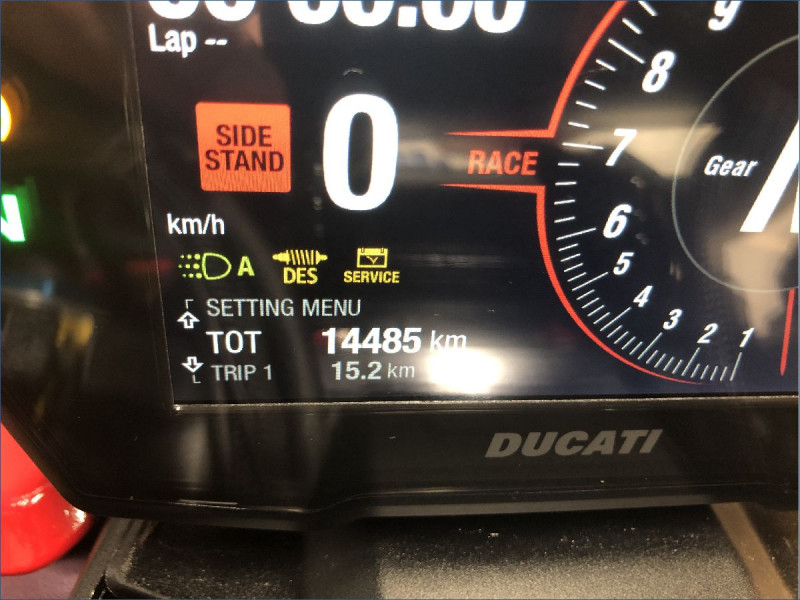 Lap --
SIDE
STAND
0
RACE
km/h
A
DES
SERVICE
SETTING MENU
TOT 14485 km
TRIP 1 15.2 km
9
8
7
6
5
4
3
2
1
Gear
N
DUCATI